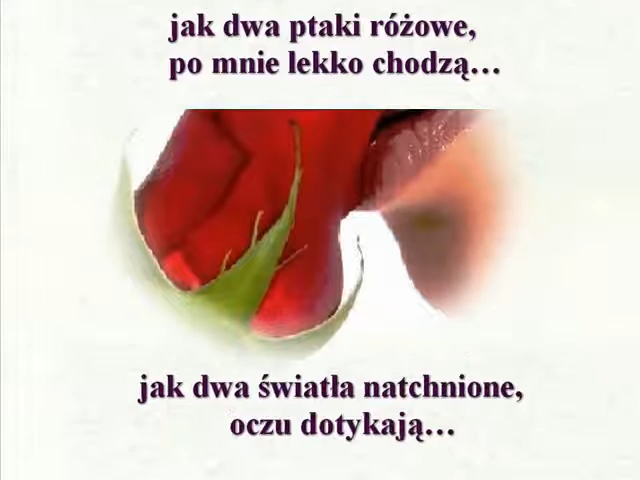 jak dwa ptaki różowe,
po mnie lekko chodzą...
jak dwa światła natchnione,
oczu dotykają...